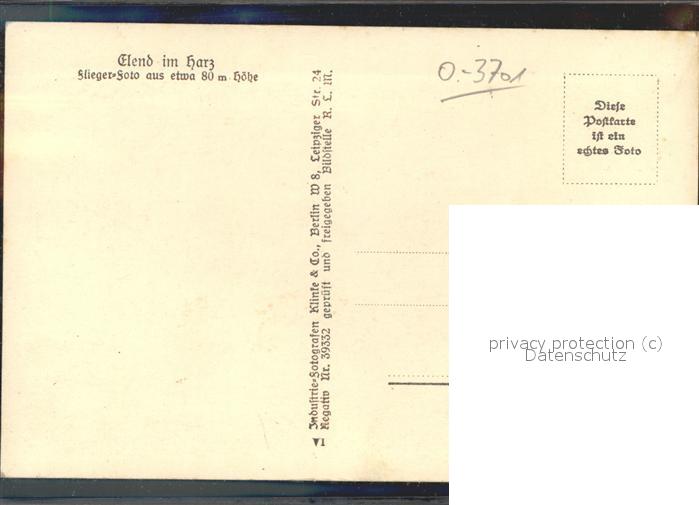 Elend im Harz
Flieger=Foto aus etwa 80 m Höhe
O.-3701
Diese
Postkarte
ist ein
echtes Foto
Industrie=Fotografen Klinke & Co., Berlin W 8, Leipziger Str. 24
Negativ Nr. 39332 geprüft und freigegeben Bildstelle R. L. M.
▼I
privacy protection (c)
Datenschutz